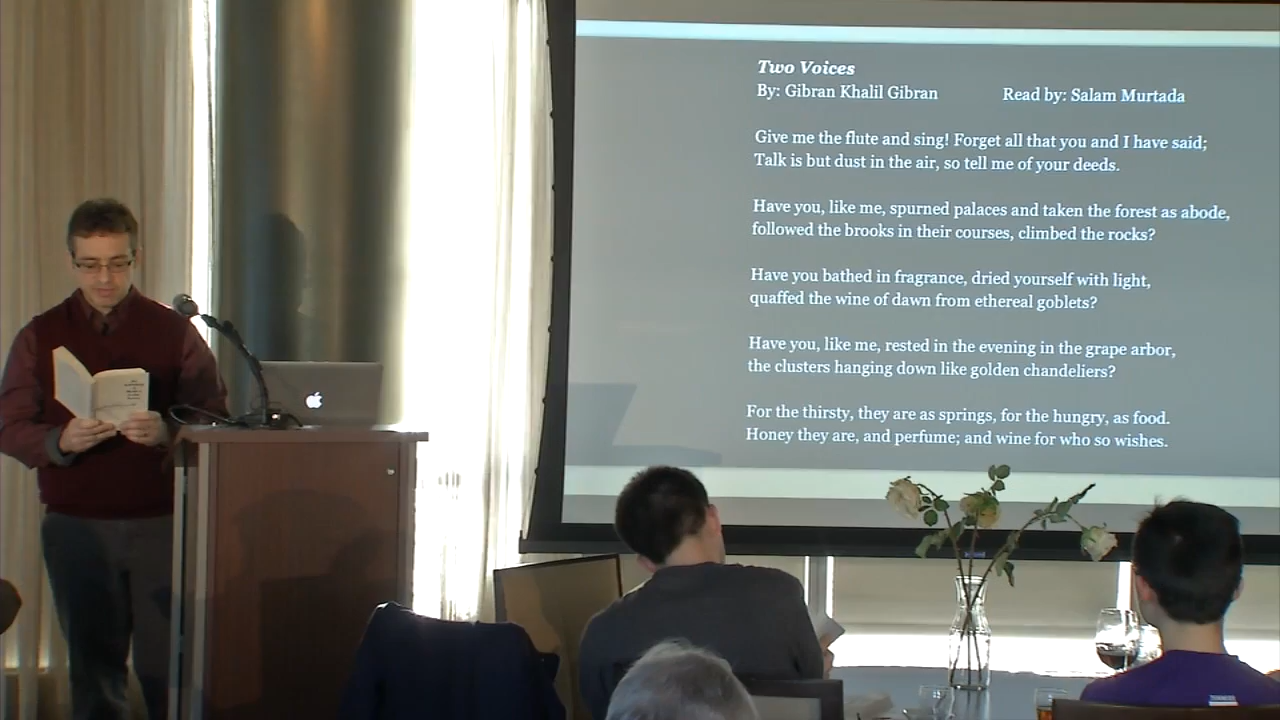 Two Voices
By: Gibran Khalil Gibran Read by: Salam Murtada
Give me the flute and sing! Forget all that you and I have said;
Talk is but dust in the air, so tell me of your deeds.
Have you, like me, spurned palaces and taken the forest as abode,
followed the brooks in their courses, climbed the rocks?
Have you bathed in fragrance, dried yourself with light,
quaffed the wine of dawn from ethereal goblets?
Have you, like me, rested in the evening in the grape arbor,
the clusters hanging down like golden chandeliers?
For the thirsty, they are as springs, for the hungry, as food.
Honey they are, and perfume; and wine for who so wishes.